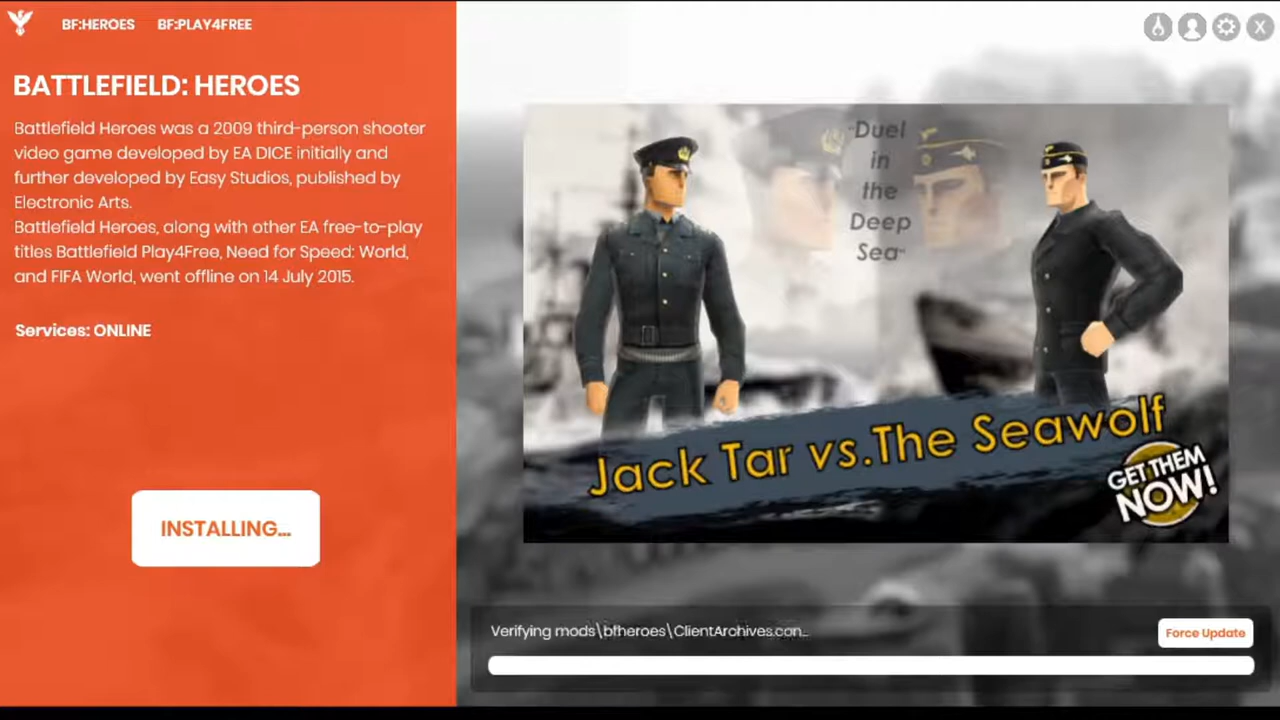 BF:HEROES BF:PLAY4FREE
X
BATTLEFIELD: HEROES
Battlefield Heroes was a 2009 third-person shooter
video game developed by EA DICE initially and
further developed by Easy Studios, published by
Electronic Arts.
Battlefield Heroes, along with other EA free-to-play
titles Battlefield Play4Free, Need for Speed: World,
and FIFA World, went offline on 14 July 2015.
Services: ONLINE
INSTALLING...
"Duel
in
the
Deep
Sea"
Jack Tar vs.The Seawolf
GET THEM
NOW!
Verifying mods\bfheroes\ClientArchives.con...
Force Update